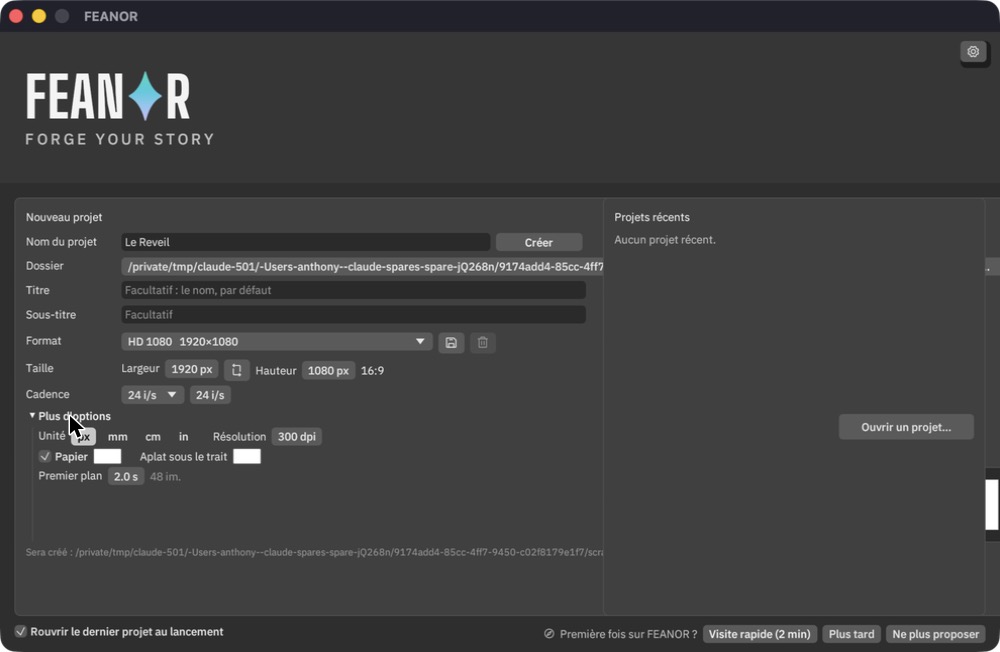 FEANOR
FEAN R
FORGE YOUR STORY
Nouveau projet
Nom du projet Le Reveil Créer
Dossier /private/tmp/claude-501/-Users-anthony--claude-spares-spare-jQ268n/9174add4-85cc-4ff7
Titre Facultatif : le nom, par défaut
Sous-titre Facultatif
Format HD 1080 1920×1080
Taille Largeur 1920 px Hauteur 1080 px 16:9
Cadence 24 i/s 24 i/s
Plus d'options
Unité px mm cm in Résolution 300 dpi
Papier Aplat sous le trait
Premier plan 2.0 s 48 im.
Sera créé : /private/tmp/claude-501/-Users-anthony--claude-spares-spare-jQ268n/9174add4-85cc-4ff7-9450-c02f8179e1f7/scra
Projets récents
Aucun projet récent.
Ouvrir un projet...
Rouvrir le dernier projet au lancement
Première fois sur FEANOR ? Visite rapide (2 min) Plus tard Ne plus proposer